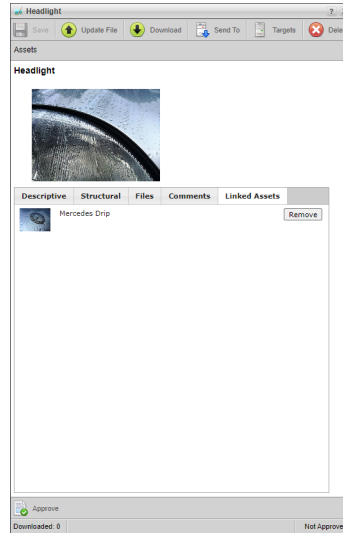 Headlight ?
Save Update File Download Send To Targets Dele
Assets
Headlight
Descriptive Structural Files Comments Linked Assets
Mercedes Drip Remove
Approve
Downloaded: 0 Not Approve